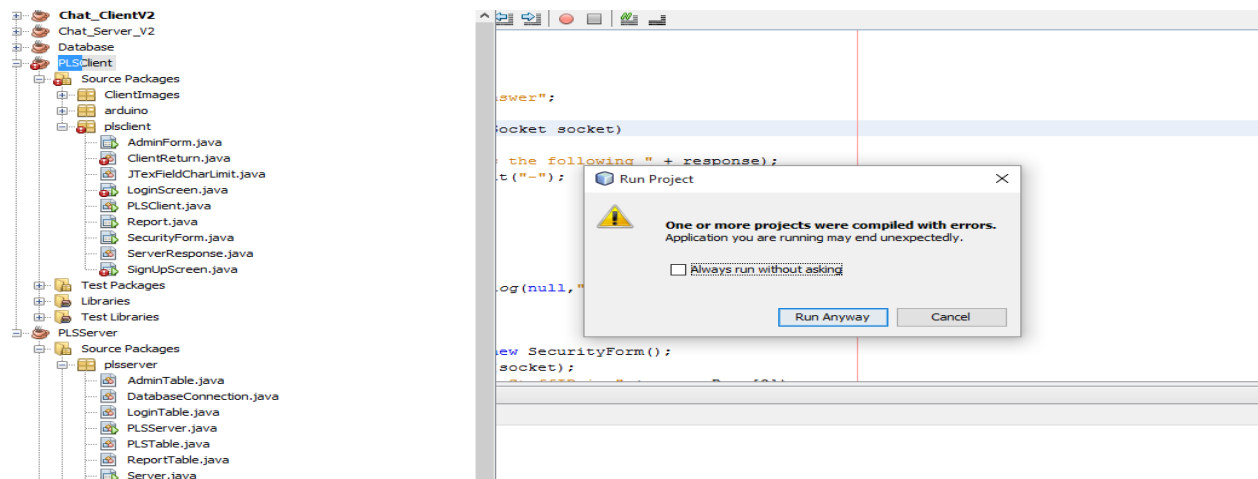 Chat_ClientV2
Chat_Server_V2
Database
PLSClient
Source Packages
ClientImages
arduino
plsclient
AdminForm.java
ClientReturn.java
JTexFieldCharLimit.java
LoginScreen.java
PLSClient.java
Report.java
SecurityForm.java
ServerResponse.java
SignUpScreen.java
Test Packages
Libraries
Test Libraries
PLSServer
Source Packages
plsserver
AdminTable.java
DatabaseConnection.java
LoginTable.java
PLSServer.java
PLSTable.java
ReportTable.java
Server.java
swer";
ocket socket)
the following " + response);
t("-");
og(null,"
ew SecurityForm();
socket);
Run Project
One or more projects were compiled with errors.
Application you are running may end unexpectedly.
Always run without asking
Run Anyway Cancel